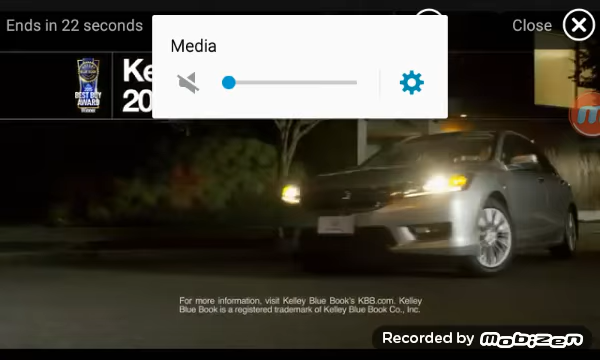 Ends in 22 seconds
Close
Media
Ke
20
BEST BUY
AWARD
For more information, visit Kelley Blue Book's KBB.com. Kelley
Blue Book is a registered trademark of Kelley Blue Book Co., Inc.
Recorded by Mobizen